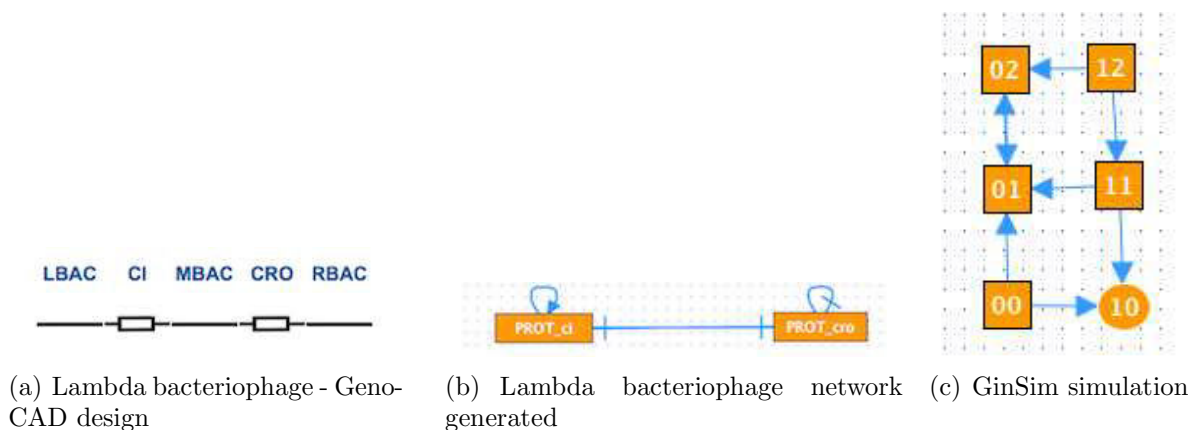 LBAC CI MBAC CRO RBAC
PROT_ci PROT_cro
02 12
01 11
00 10
(a) Lambda bacteriophage - Geno-
CAD design
(b) Lambda bacteriophage network
generated
(c) GinSim simulation